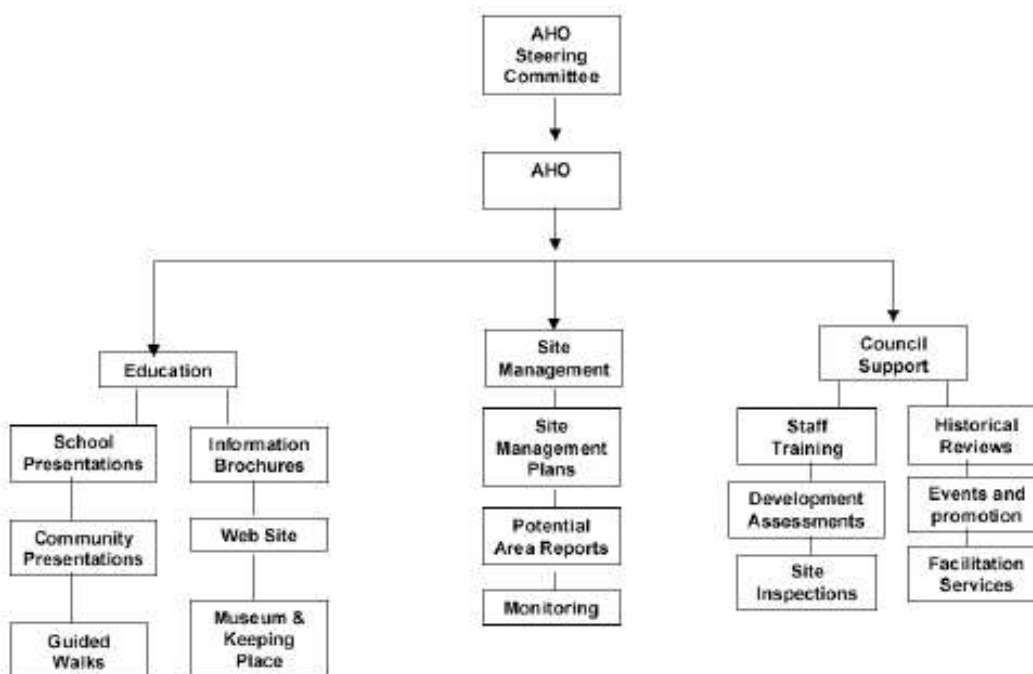 AHO
Steering
Committee
AHO
Education
Site
Management
Council
Support
School
Presentations
Community
Presentations
Guided
Walks
Information
Brochures
Web Site
Museum &
Keeping
Place
Site
Management
Plans
Potential
Area Reports
Monitoring
Staff
Training
Development
Assessments
Site
Inspections
Historical
Reviews
Events and
promotion
Facilitation
Services